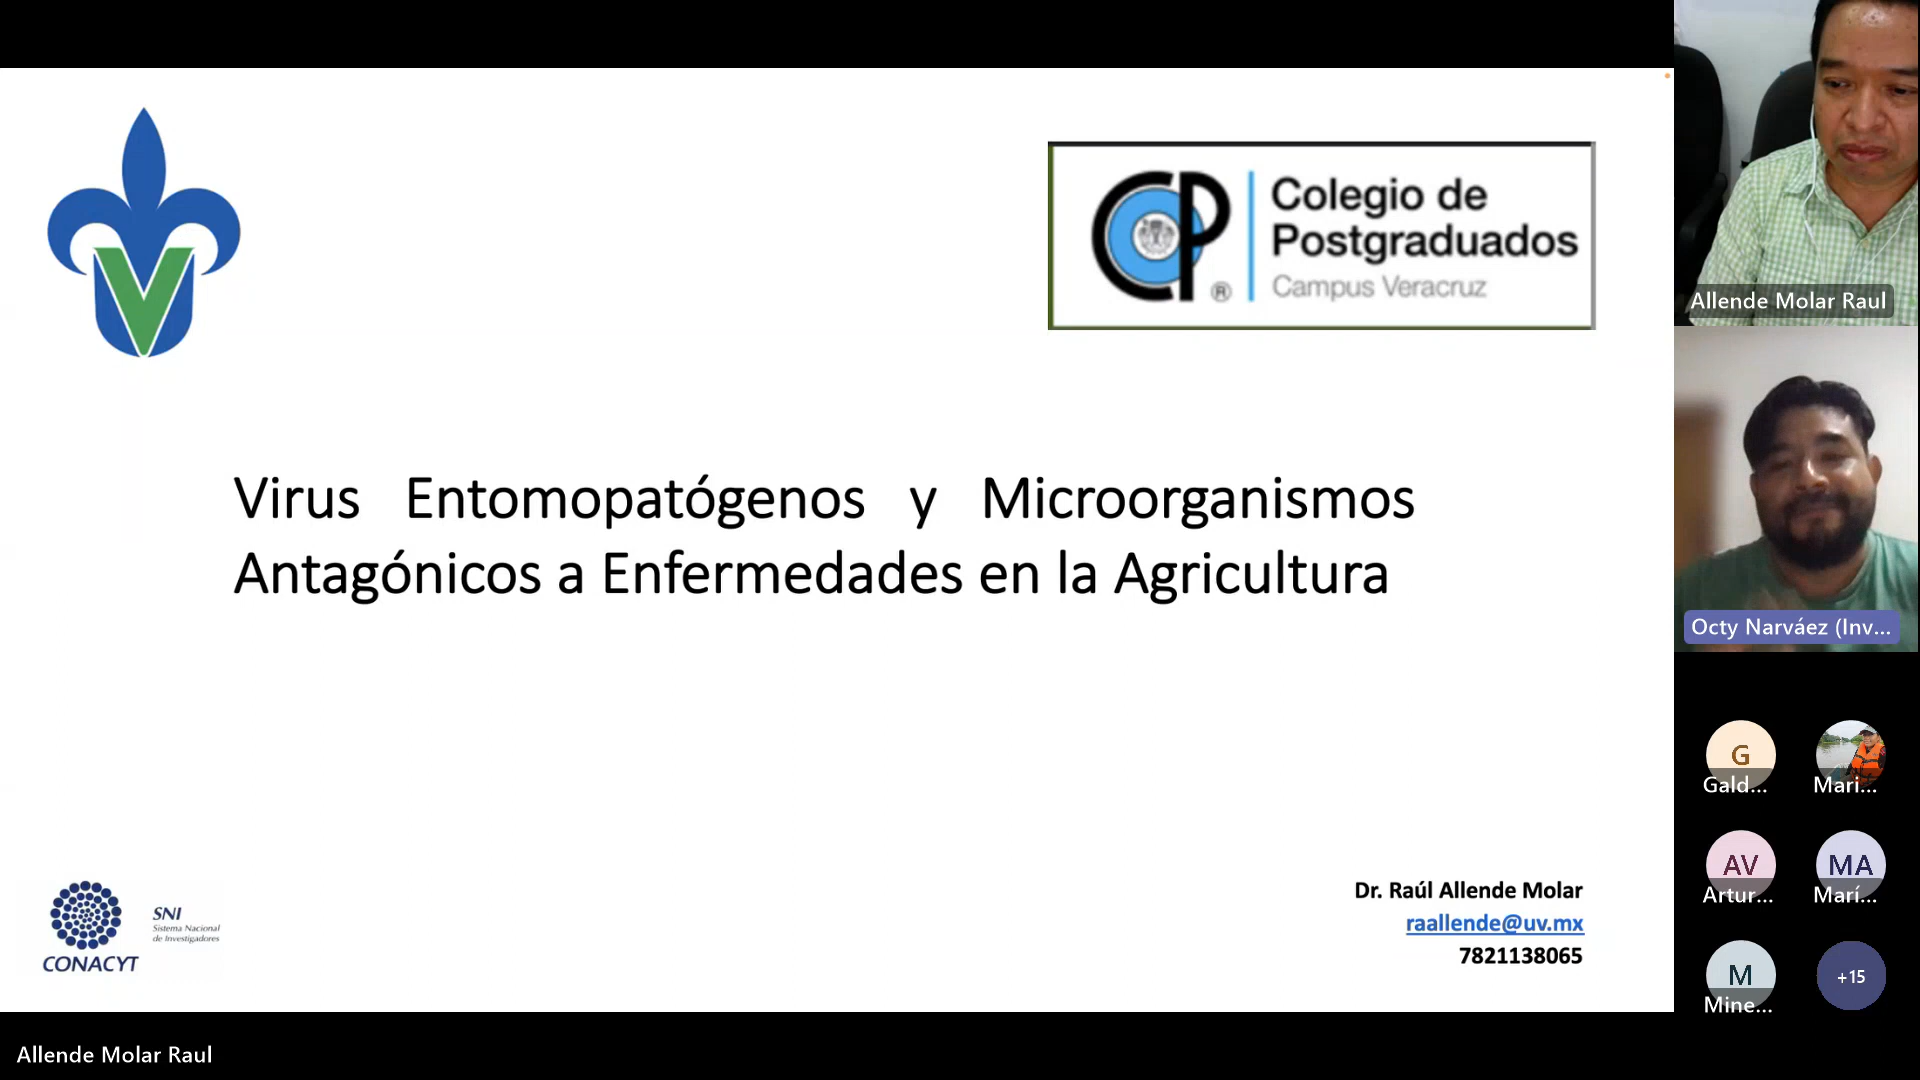 Colegio de
Postgraduados
Campus Veracruz
®
Virus Entomopatógenos y Microorganismos
Antagónicos a Enfermedades en la Agricultura
SNI
Sistema Nacional
de Investigadores
CONACYT
Dr. Raúl Allende Molar
raallende@uv.mx
7821138065
Allende Molar Raul
Octy Narváez (Inv...
G
Gald...
Mari...
AV
Artur...
MA
Marí...
M
Mine...
+15
Allende Molar Raul